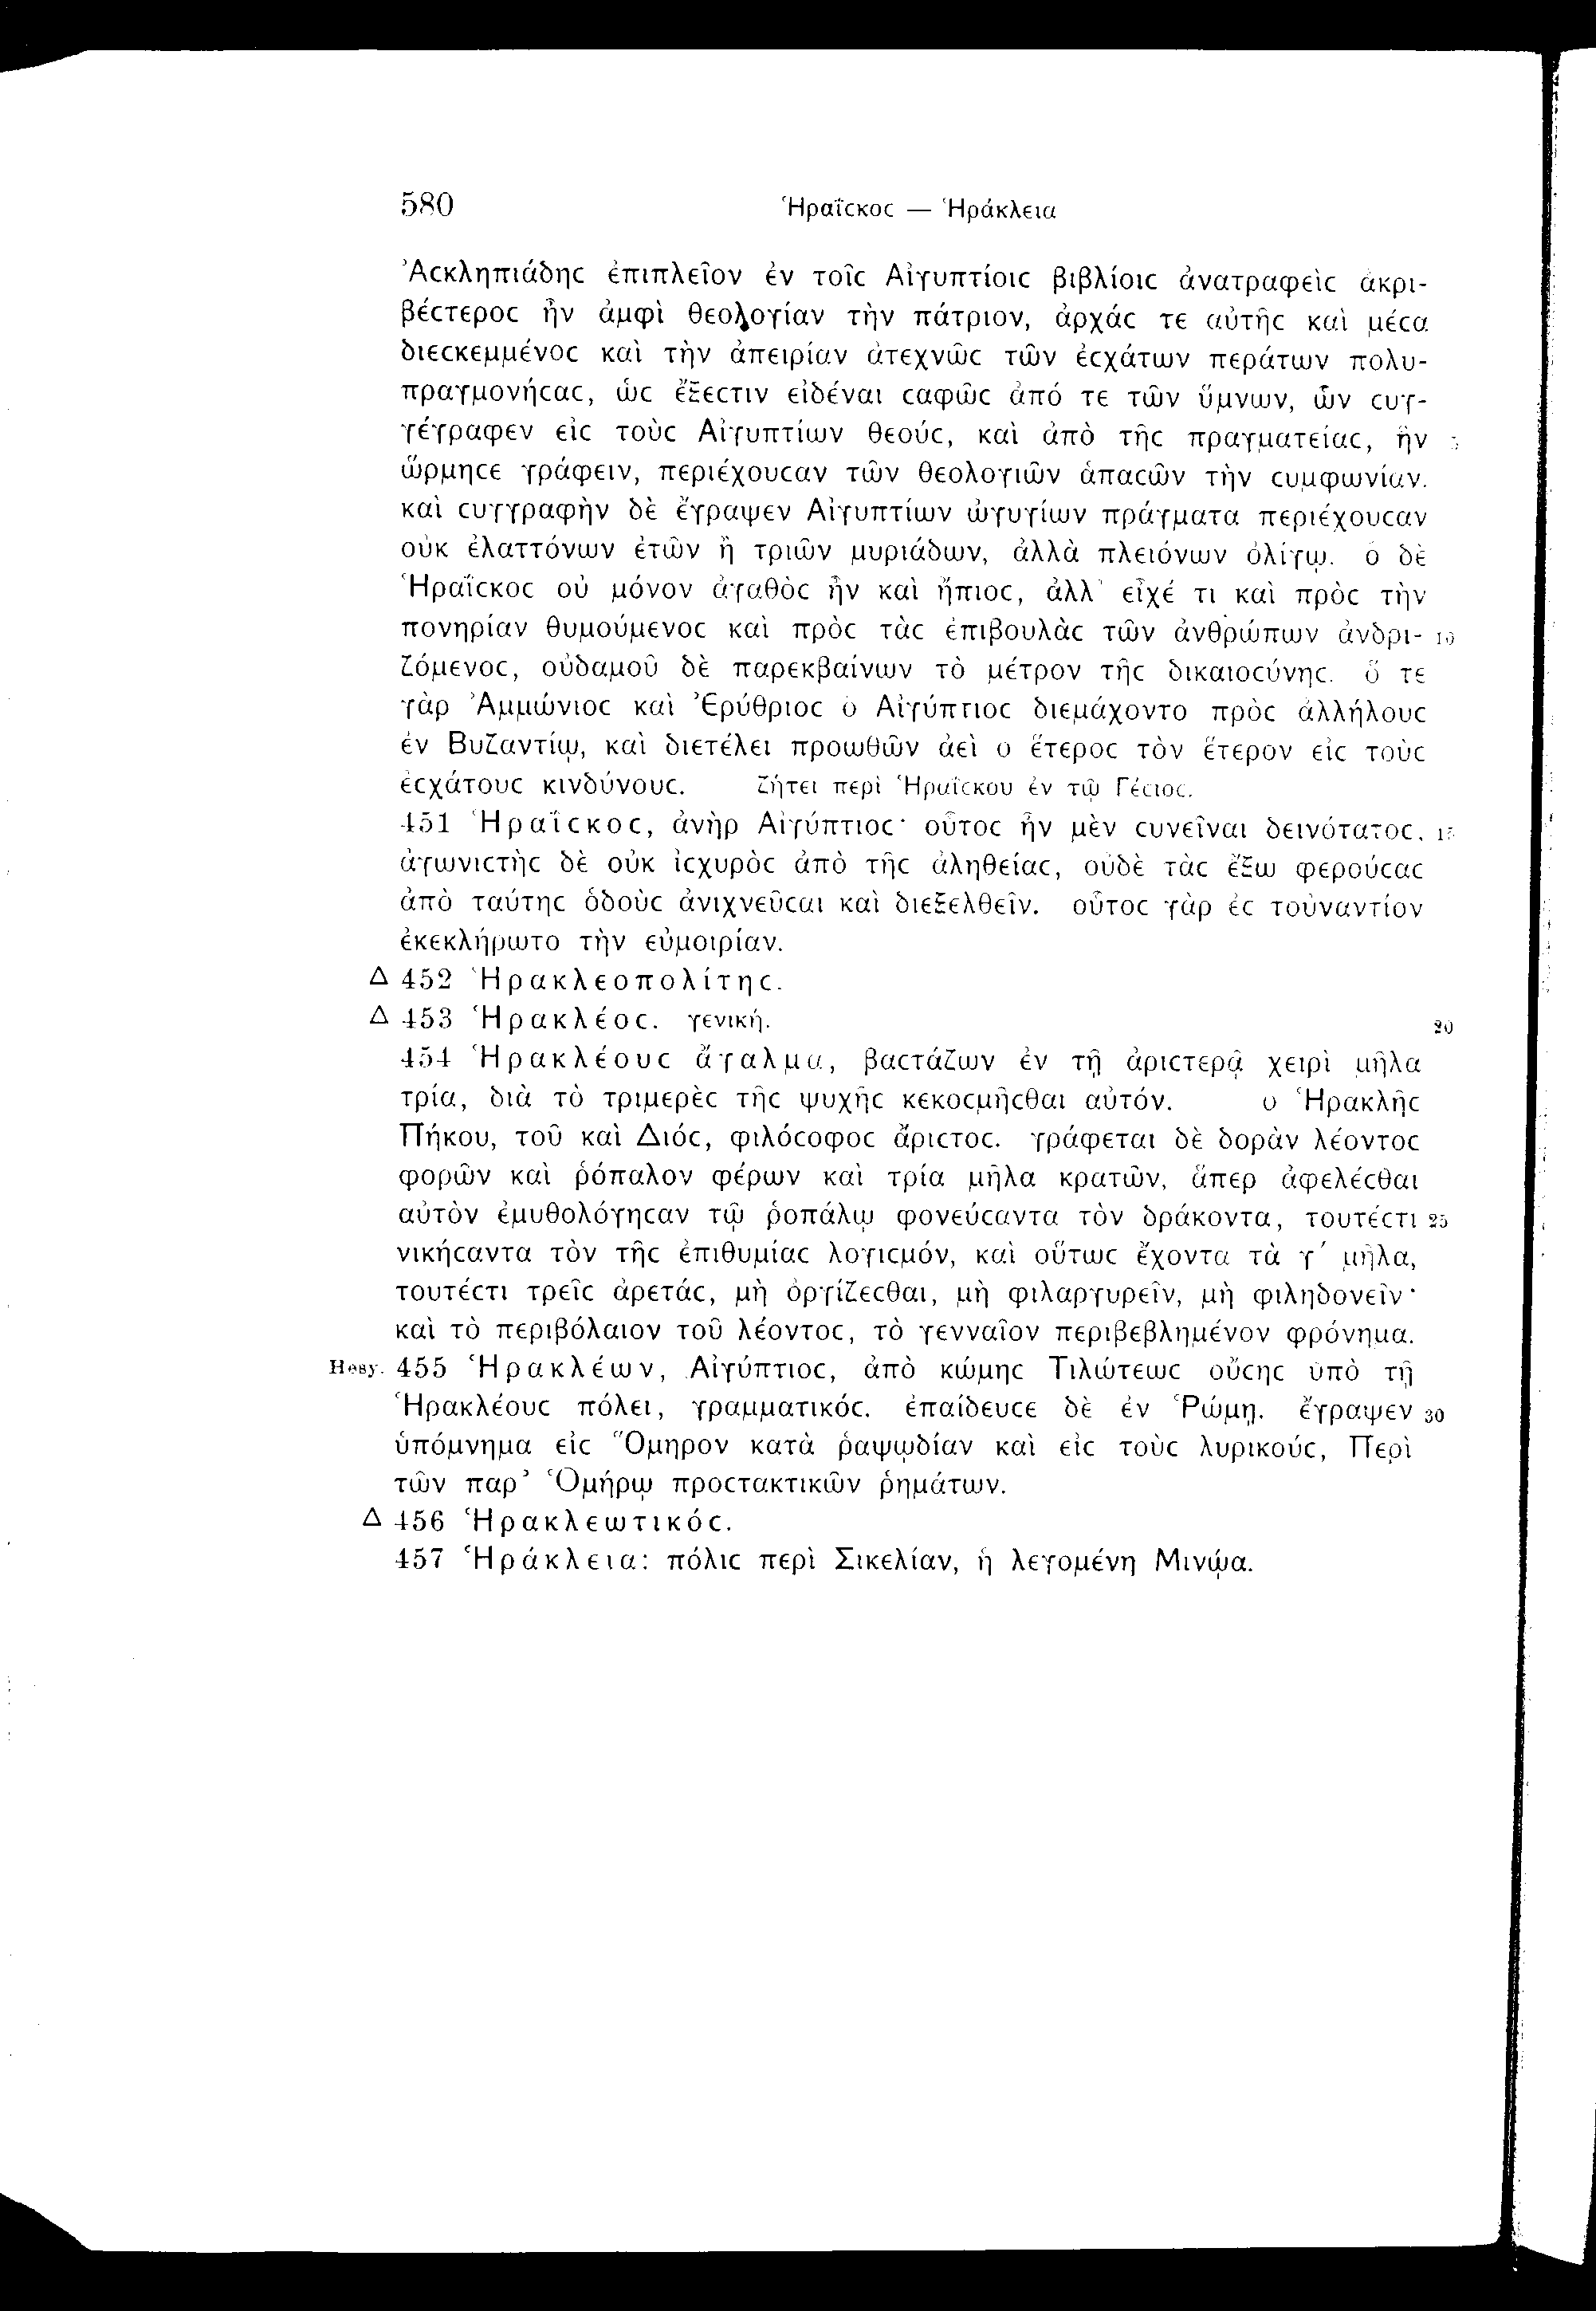 580 Ἡραΐϲκοϲ — Ἡράκλεια
Ἀϲκληπιάδηϲ ἐπιπλεῖον ἐν τοῖϲ Αἰγυπτίοιϲ βιβλίοιϲ ἀνατραφεὶϲ ἀκρι-
βέϲτεροϲ ἦν ἀμφὶ θεολογίαν τὴν πάτριον, ἀρχάϲ τε αὐτῆϲ καὶ μέϲα
διεϲκεμμένοϲ καὶ τὴν ἀπειρίαν ἀτεχνῶϲ τῶν ἐϲχάτων περάτων πολυ-
πραγμονήϲαϲ, ὡϲ ἔξεϲτιν εἰδέναι ϲαφῶϲ ἀπό τε τῶν ὕμνων, ὧν ϲυγ-
γέγραφεν εἰϲ τοὺϲ Αἰγυπτίων θεούϲ, καὶ ἀπὸ τῆϲ πραγματείαϲ, ἣν 5
ὥρμηϲε γράφειν, περιέχουϲαν τῶν θεολογιῶν ἁπαϲῶν τὴν ϲυμφωνίαν.
καὶ ϲυγγραφὴν δὲ ἔγραψεν Αἰγυπτίων ὠγυγίων πράγματα περιέχουϲαν
οὐκ ἐλαττόνων ἐτῶν ἢ τριῶν μυριάδων, ἀλλὰ πλειόνων ὀλίγῳ. ὁ δὲ
Ἡραΐϲκοϲ οὐ μόνον ἀγαθὸϲ ἦν καὶ ἤπιοϲ, ἀλλ' εἶχέ τι καὶ πρὸϲ τὴν
πονηρίαν θυμούμενοϲ καὶ πρὸϲ τὰϲ ἐπιβουλὰϲ τῶν ἀνθρώπων ἀνδρι- 10
ζόμενοϲ, οὐδαμοῦ δὲ παρεκβαίνων τὸ μέτρον τῆϲ δικαιοϲύνηϲ. ὅ τε
γὰρ Ἀμμώνιοϲ καὶ Ἐρύθριοϲ ὁ Αἰγύπτιοϲ διεμάχοντο πρὸϲ ἀλλήλουϲ
ἐν Βυζαντίῳ, καὶ διετέλει προωθῶν ἀεὶ ὁ ἕτεροϲ τὸν ἕτερον εἰϲ τοὺϲ
ἐϲχάτουϲ κινδύνουϲ. ζήτει περὶ Ἡραΐϲκου ἐν τῷ Γέϲιοϲ.
451 Ἡραΐϲκοϲ, ἀνὴρ Αἰγύπτιοϲ· οὗτοϲ ἦν μὲν ϲυνεῖναι δεινότατοϲ, 15
ἀγωνιϲτὴϲ δὲ οὐκ ἰϲχυρὸϲ ἀπὸ τῆϲ ἀληθείαϲ, οὐδὲ τὰϲ ἔξω φερούϲαϲ
ἀπὸ ταύτηϲ ὁδοὺϲ ἀνιχνεῦϲαι καὶ διεξελθεῖν. οὗτοϲ γὰρ ἐϲ τοὐναντίον
ἐκεκλήρωτο τὴν εὐμοιρίαν.
Δ 452 Ἡρακλεοπολίτηϲ.
Δ 453 Ἡρακλέοϲ. γενική. 20
454 Ἡρακλέουϲ ἄγαλμα, βαϲτάζων ἐν τῇ ἀριϲτερᾷ χειρὶ μῆλα
τρία, διὰ τὸ τριμερὲϲ τῆϲ ψυχῆϲ κεκοϲμῆϲθαι αὐτόν. ὁ Ἡρακλῆϲ
Πήκου, τοῦ καὶ Διόϲ, φιλόϲοφοϲ ἄριϲτοϲ. γράφεται δὲ δορὰν λέοντοϲ
φορῶν καὶ ῥόπαλον φέρων καὶ τρία μῆλα κρατῶν, ἅπερ ἀφελέϲθαι
αὐτὸν ἐμυθολόγηϲαν τῷ ῥοπάλῳ φονεύϲαντα τὸν δράκοντα, τουτέϲτι 25
νικήϲαντα τὸν τῆϲ ἐπιθυμίαϲ λογιϲμόν, καὶ οὕτωϲ ἔχοντα τὰ γ΄ μῆλα,
τουτέϲτι τρεῖϲ ἀρετάϲ, μὴ ὀργίζεϲθαι, μὴ φιλαργυρεῖν, μὴ φιληδονεῖν·
καὶ τὸ περιβόλαιον τοῦ λέοντοϲ, τὸ γενναῖον περιβεβλημένον φρόνημα.
Hesy. 455 Ἡρακλέων, Αἰγύπτιοϲ, ἀπὸ κώμηϲ Τιλώτεωϲ οὔϲηϲ ὑπὸ τῇ
Ἡρακλέουϲ πόλει, γραμματικόϲ. ἐπαίδευϲε δὲ ἐν Ῥώμῃ. ἔγραψεν 30
ὑπόμνημα εἰϲ Ὅμηρον κατὰ ῥαψῳδίαν καὶ εἰϲ τοὺϲ λυρικούϲ, Περὶ
τῶν παρ' Ὁμήρῳ προϲτακτικῶν ῥημάτων.
Δ 456 Ἡρακλεωτικόϲ.
457 Ἡράκλεια: πόλιϲ περὶ Σικελίαν, ἡ λεγομένη Μινῴα.